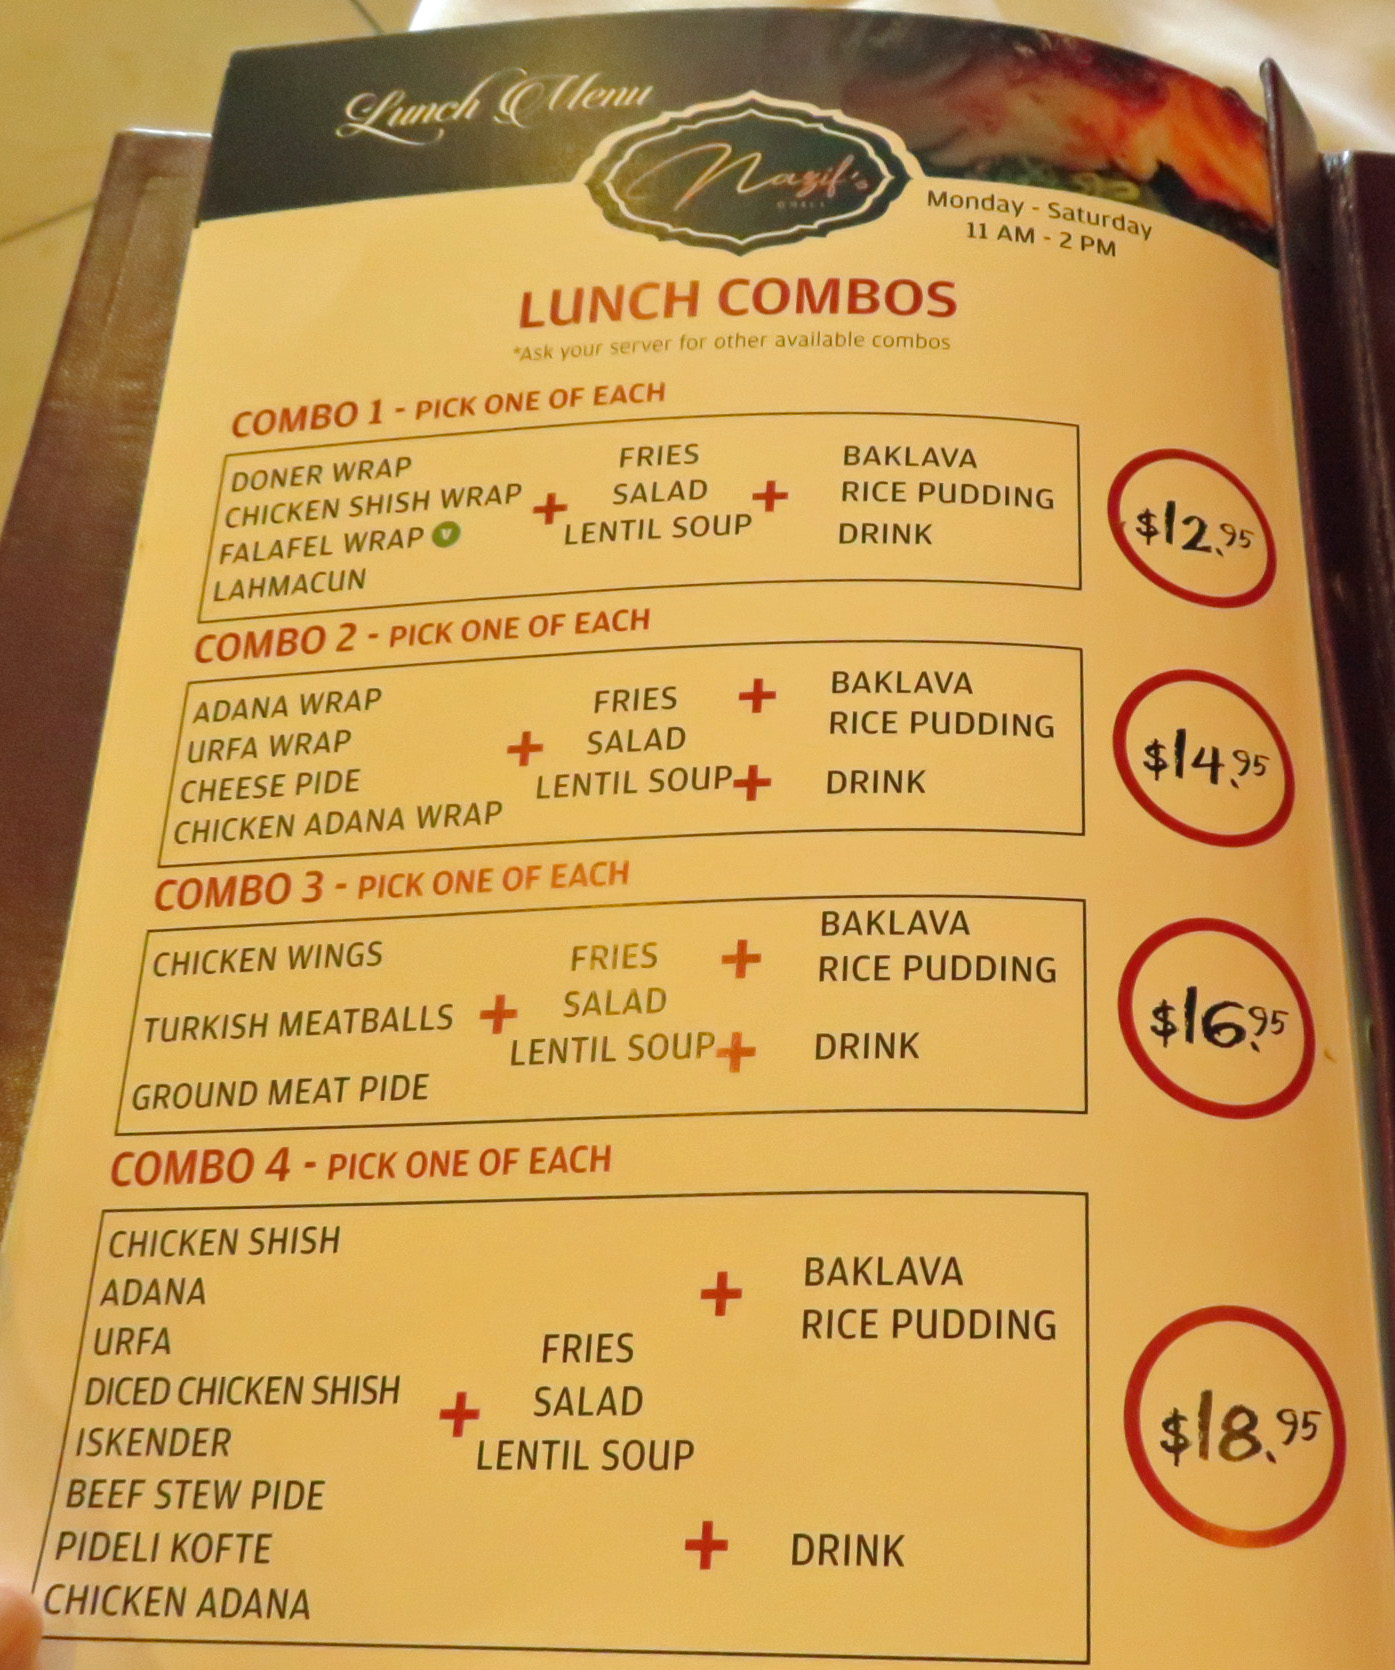 Lunch Menu
Nazif's
GRILL
Monday - Saturday
11 AM - 2 PM
LUNCH COMBOS
*Ask your server for other available combos
COMBO 1 - PICK ONE OF EACH
DONER WRAP
CHICKEN SHISH WRAP
FALAFEL WRAP V
LAHMACUN
+
FRIES
SALAD
LENTIL SOUP
+
BAKLAVA
RICE PUDDING
DRINK
$12.95
COMBO 2 - PICK ONE OF EACH
ADANA WRAP
URFA WRAP
CHEESE PIDE
CHICKEN ADANA WRAP
+
FRIES
SALAD
LENTIL SOUP
+
BAKLAVA
RICE PUDDING
+
DRINK
$14.95
COMBO 3 - PICK ONE OF EACH
CHICKEN WINGS
TURKISH MEATBALLS
GROUND MEAT PIDE
+
FRIES
SALAD
LENTIL SOUP
+
BAKLAVA
RICE PUDDING
+
DRINK
$16.95
COMBO 4 - PICK ONE OF EACH
CHICKEN SHISH
ADANA
URFA
DICED CHICKEN SHISH
ISKENDER
BEEF STEW PIDE
PIDELI KOFTE
CHICKEN ADANA
+
FRIES
SALAD
LENTIL SOUP
+
BAKLAVA
RICE PUDDING
+
DRINK
$18.95